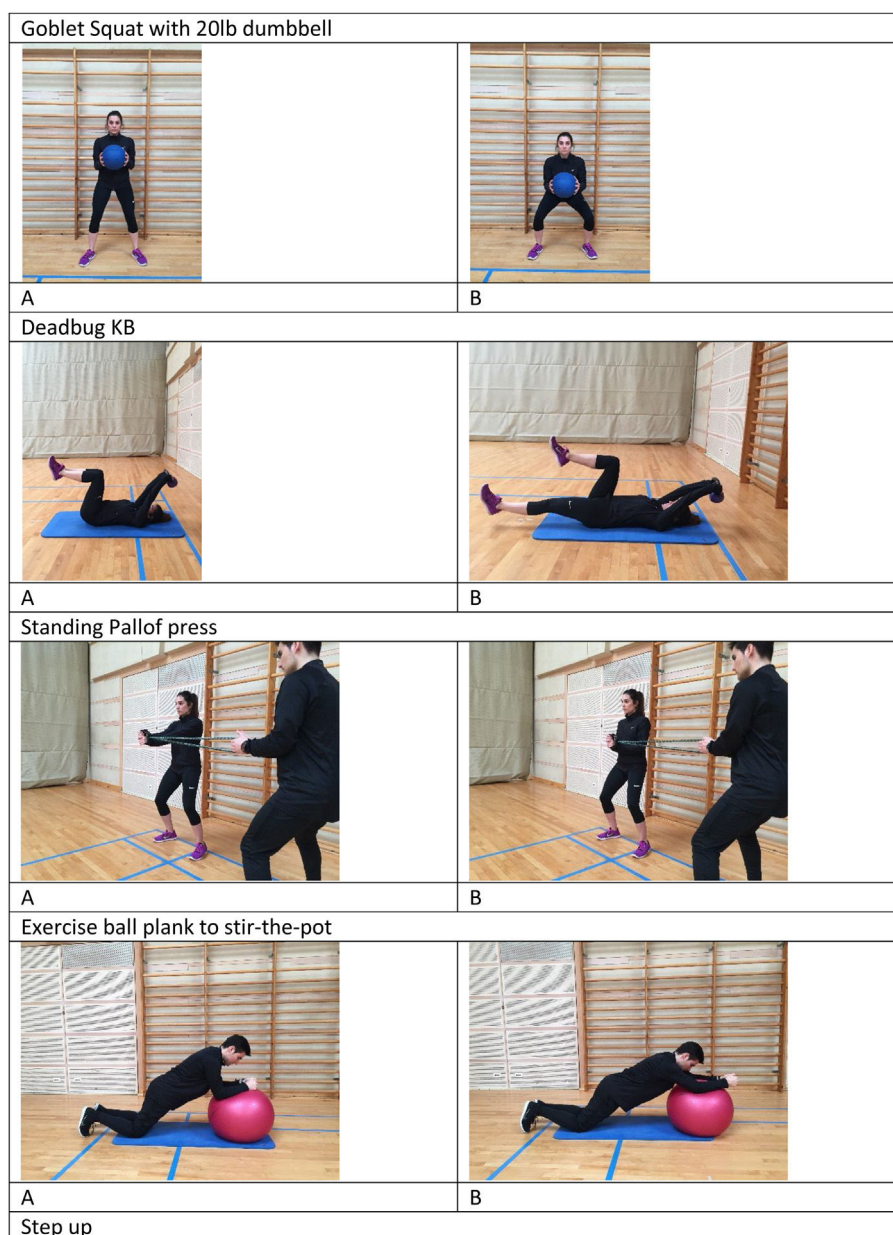 Goblet Squat with 20lb dumbbell
A B
Deadbug KB
A B
Standing Pallof press
A B
Exercise ball plank to stir-the-pot
A B
Step up